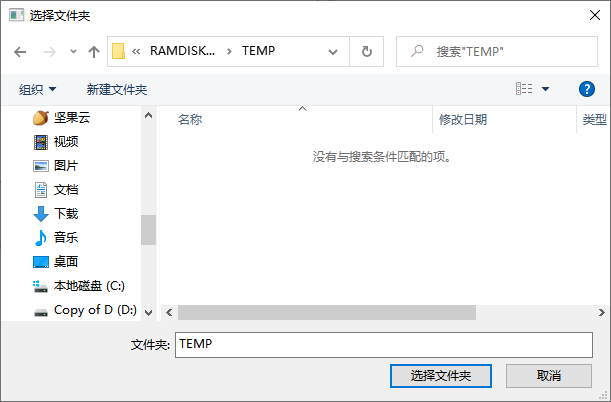 选择文件夹
« RAMDISK... › TEMP
搜索"TEMP"
组织
新建文件夹
名称
修改日期
类型
没有与搜索条件匹配的项。
坚果云
视频
图片
文档
下载
音乐
桌面
本地磁盘 (C:)
Copy of D (D:)
文件夹:
TEMP
选择文件夹
取消